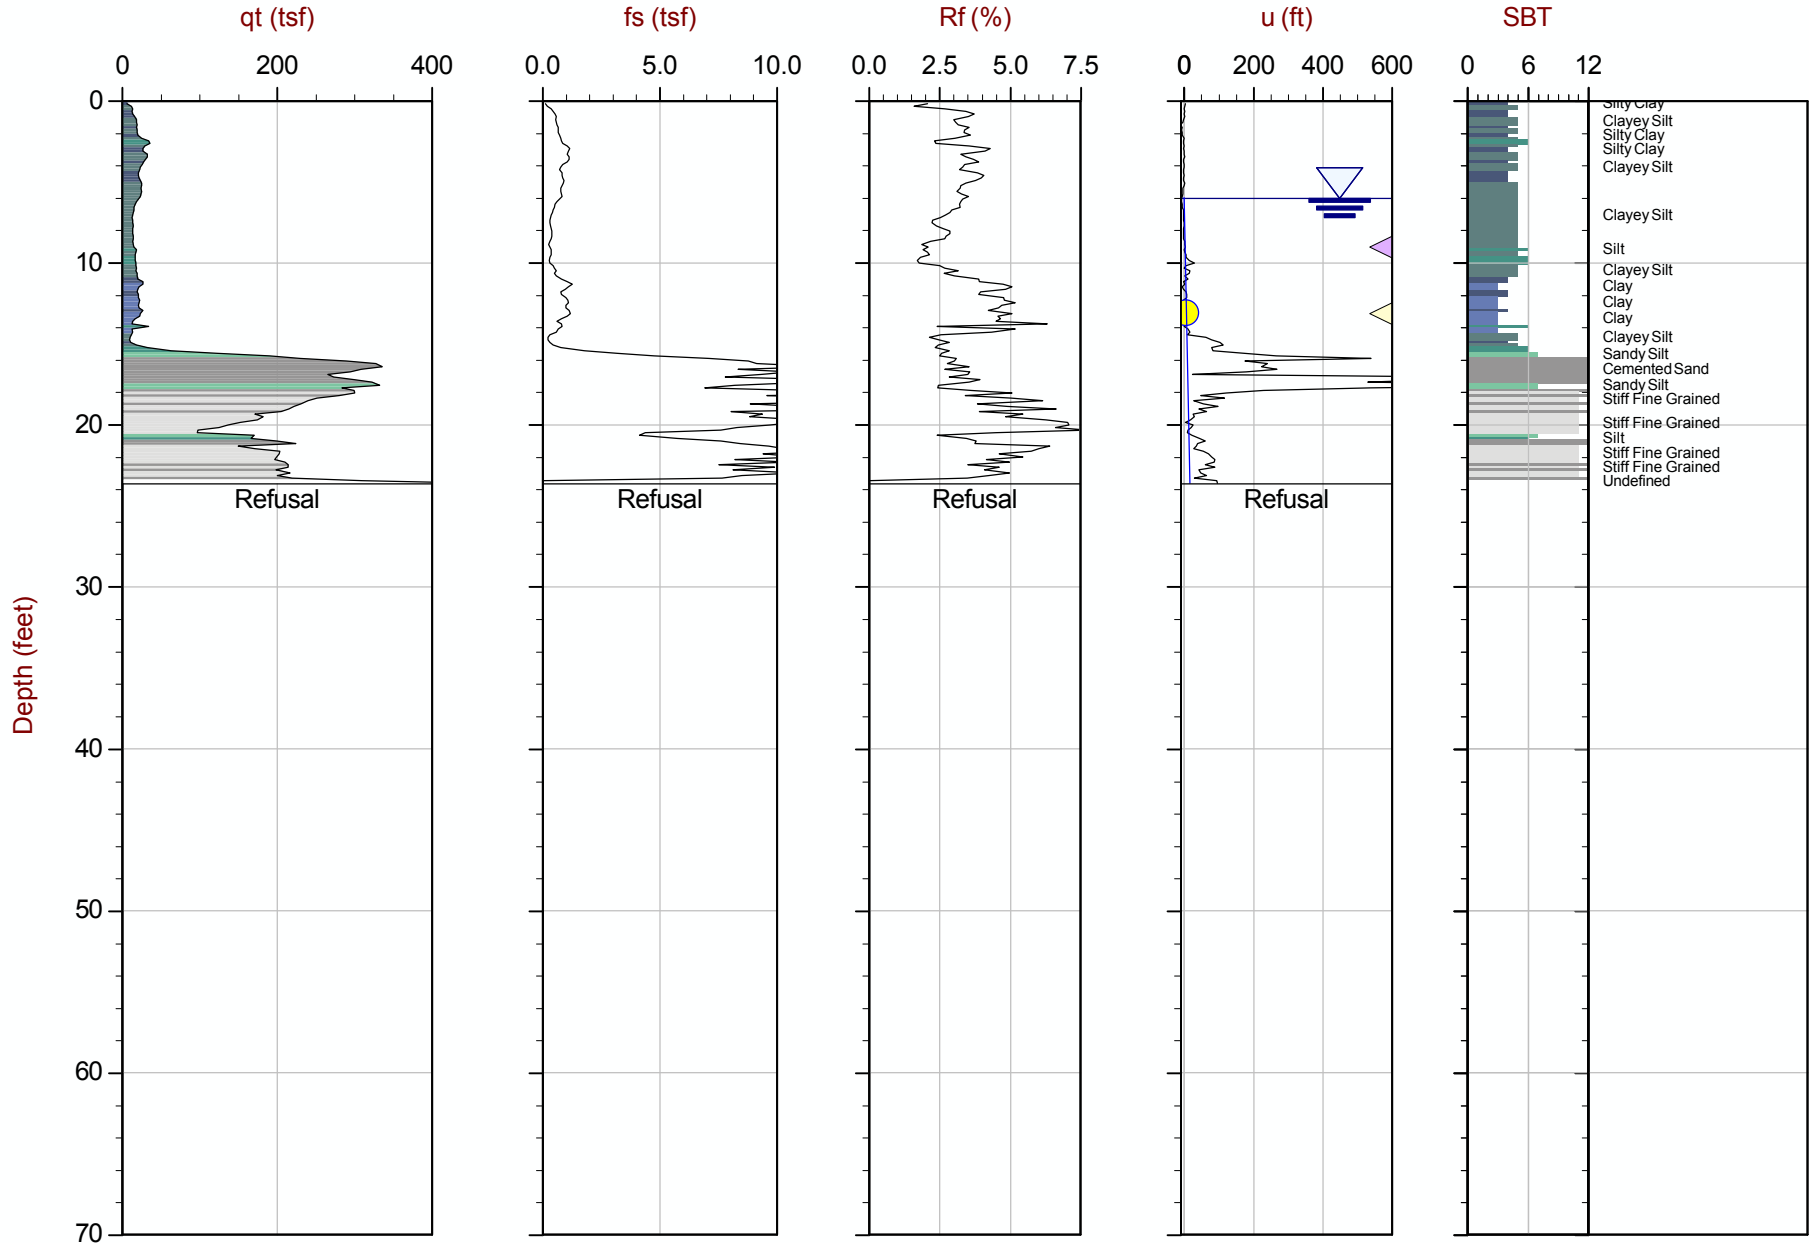 qt (tsf) fs (tsf) Rf (%) u (ft) SBT
0 200 400 0.0 5.0 10.0 0.0 2.5 5.0 7.5 0 200 400 600 0 6 12
0
10
20
30
40
50
60
70
Depth (feet)
Silty Clay
Clayey Silt
Silty Clay
Silty Clay
Clayey Silt
Clayey Silt
Silt
Clayey Silt
Clay
Clay
Clay
Clayey Silt
Sandy Silt
Cemented Sand
Sandy Silt
Stiff Fine Grained
Stiff Fine Grained
Silt
Stiff Fine Grained
Stiff Fine Grained
Undefined
Refusal Refusal Refusal Refusal